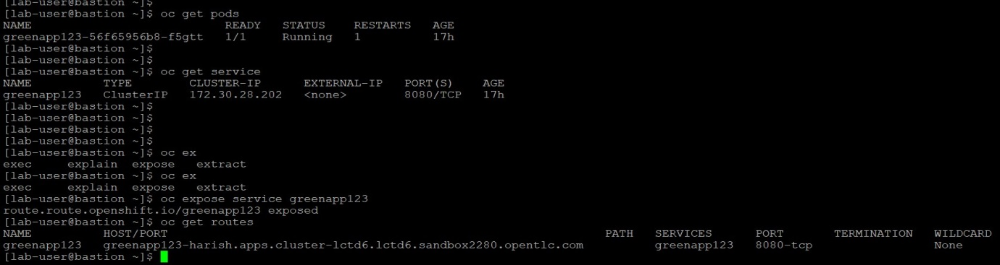 [lab-user@bastion ~]$
[lab-user@bastion ~]$ oc get pods
NAME                          READY   STATUS    RESTARTS   AGE
greenapp123-56f65956b8-f5gtt   1/1     Running   1          17h
[lab-user@bastion ~]$
[lab-user@bastion ~]$
[lab-user@bastion ~]$ oc get service
NAME          TYPE        CLUSTER-IP      EXTERNAL-IP   PORT(S)    AGE
greenapp123   ClusterIP   172.30.28.202   <none>        8080/TCP   17h
[lab-user@bastion ~]$
[lab-user@bastion ~]$
[lab-user@bastion ~]$
[lab-user@bastion ~]$
[lab-user@bastion ~]$ oc ex
exec     explain  expose   extract
[lab-user@bastion ~]$ oc ex
exec     explain  expose   extract
[lab-user@bastion ~]$ oc expose service greenapp123
route.route.openshift.io/greenapp123 exposed
[lab-user@bastion ~]$ oc get routes
NAME          HOST/PORT                                                          PATH   SERVICES      PORT       TERMINATION   WILDCARD
greenapp123   greenapp123-harish.apps.cluster-lctd6.lctd6.sandbox2280.opentlc.com          greenapp123   8080-tcp                 None
[lab-user@bastion ~]$